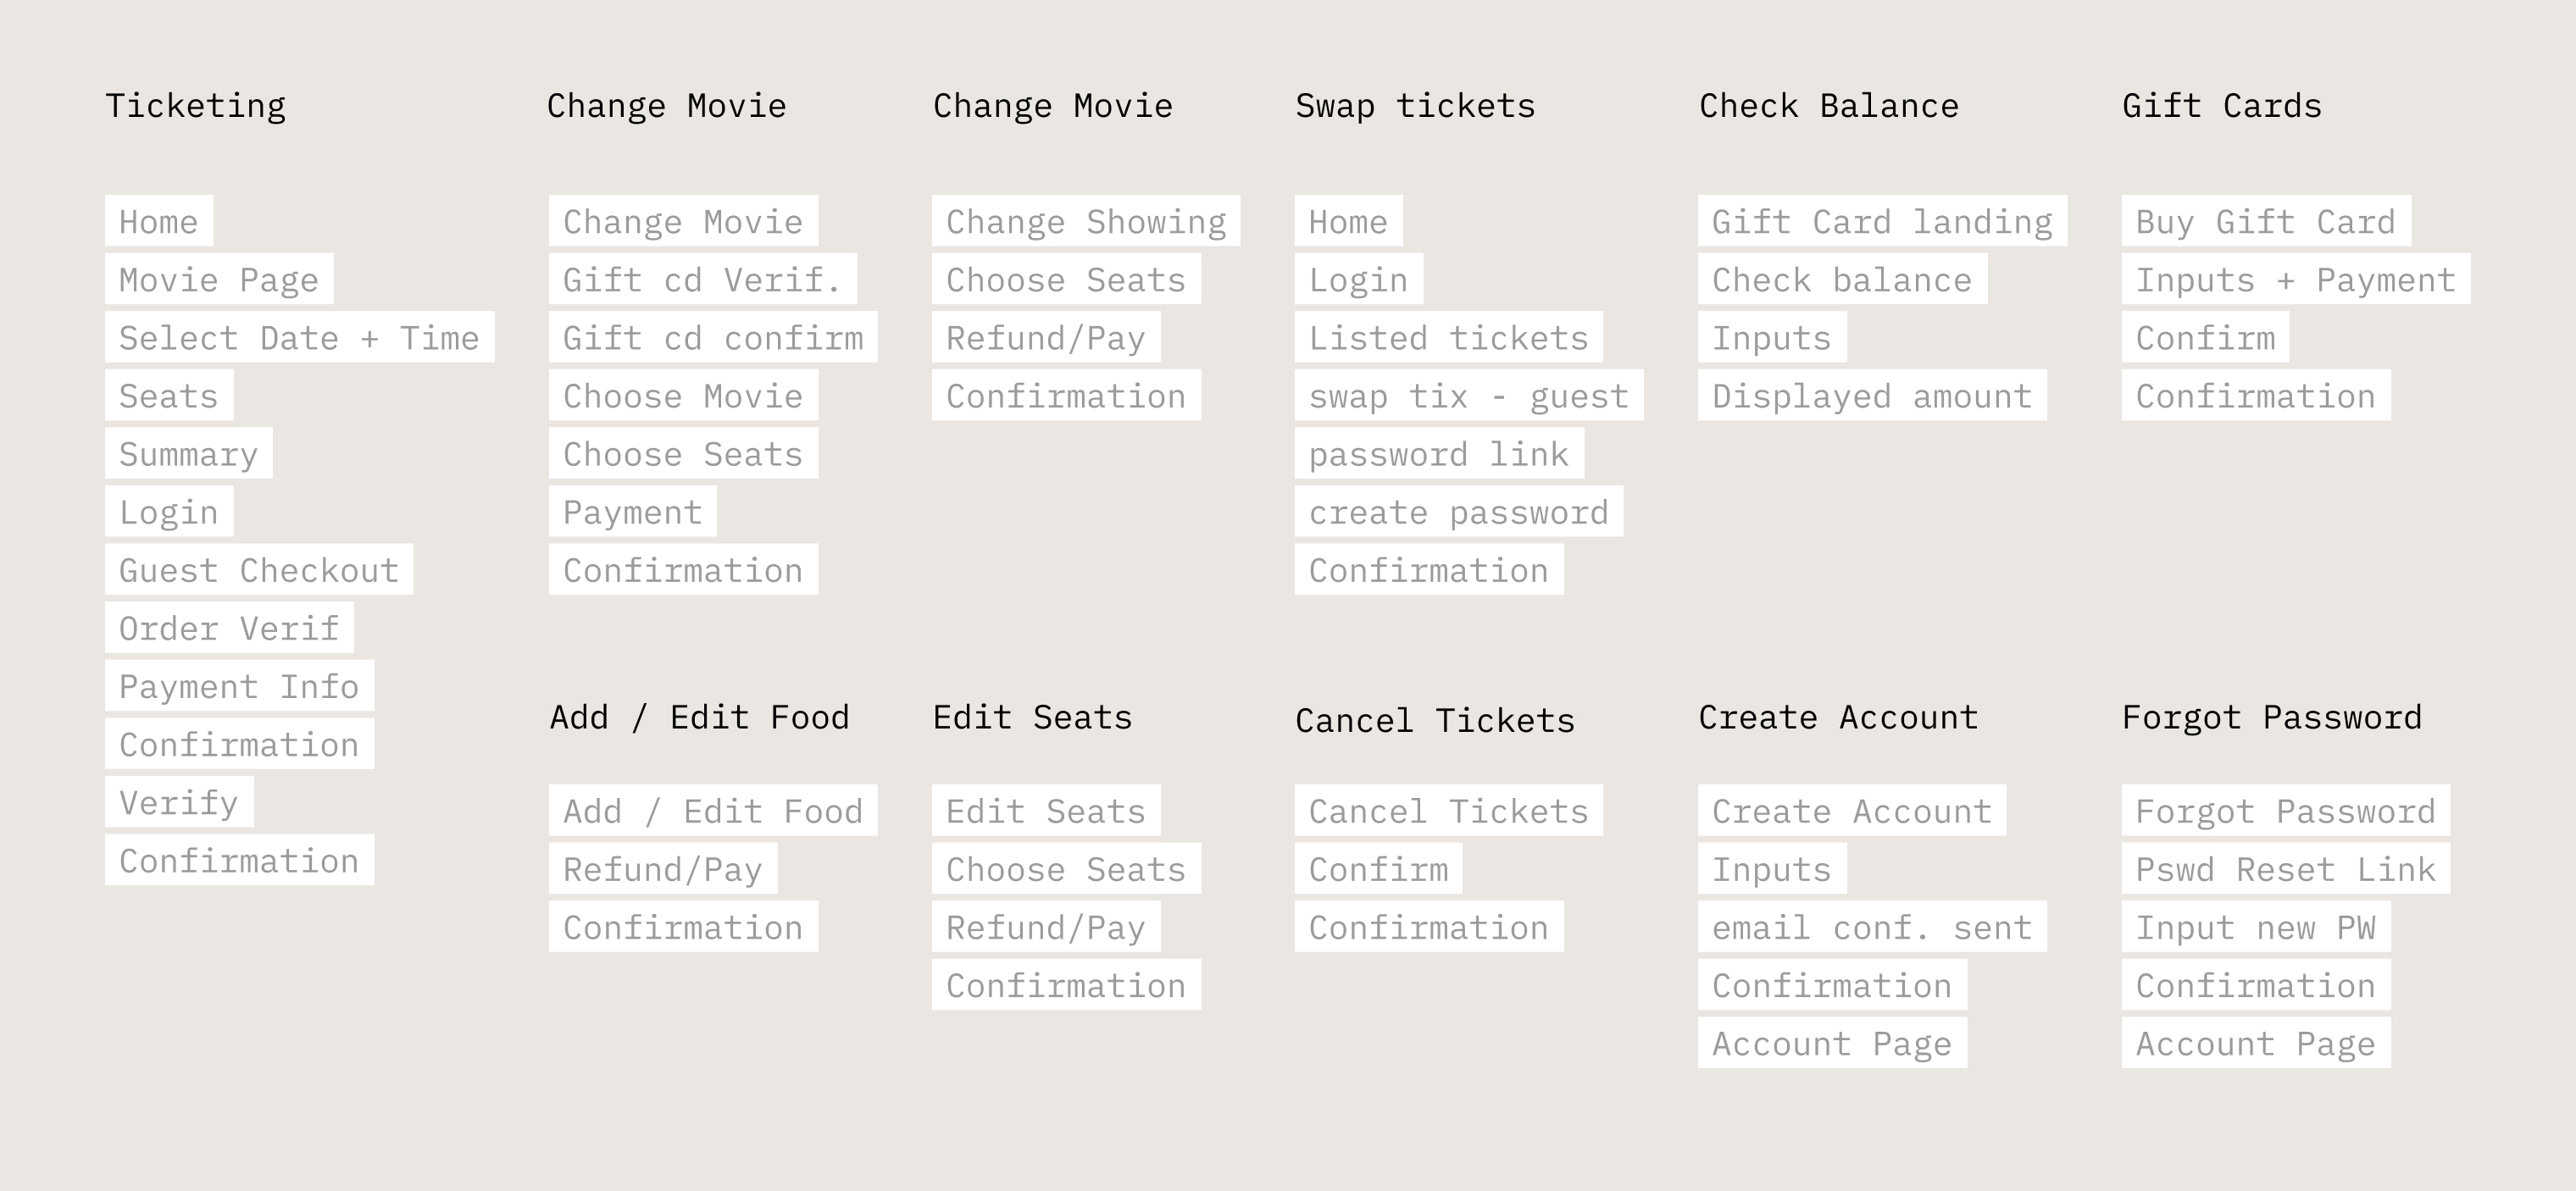 Ticketing
Home
Movie Page
Select Date + Time
Seats
Summary
Login
Guest Checkout
Order Verif
Payment Info
Confirmation
Verify
Confirmation
Change Movie
Change Movie
Gift cd Verif.
Gift cd confirm
Choose Movie
Choose Seats
Payment
Confirmation
Change Movie
Change Showing
Choose Seats
Refund/Pay
Confirmation
Swap tickets
Home
Login
Listed tickets
swap tix - guest
password link
create password
Confirmation
Check Balance
Gift Card landing
Check balance
Inputs
Displayed amount
Gift Cards
Buy Gift Card
Inputs + Payment
Confirm
Confirmation
Add / Edit Food
Add / Edit Food
Refund/Pay
Confirmation
Edit Seats
Edit Seats
Choose Seats
Refund/Pay
Confirmation
Cancel Tickets
Cancel Tickets
Confirm
Confirmation
Create Account
Create Account
Inputs
email conf. sent
Confirmation
Account Page
Forgot Password
Forgot Password
Pswd Reset Link
Input new PW
Confirmation
Account Page